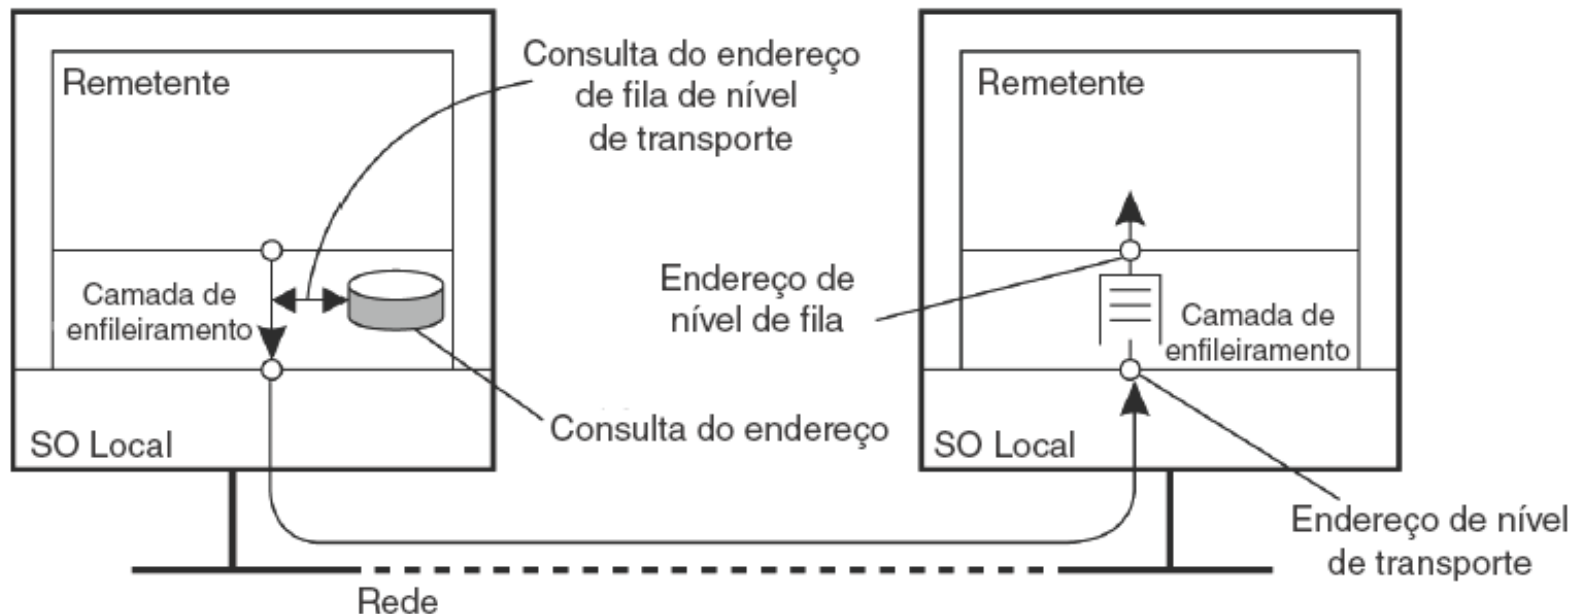 Remetente
Consulta do endereço
de fila de nível
de transporte
Remetente
Camada de
enfileiramento
Endereço de
nível de fila
Camada de
enfileiramento
Consulta do endereço
SO Local
SO Local
Endereço de nível
de transporte
Rede